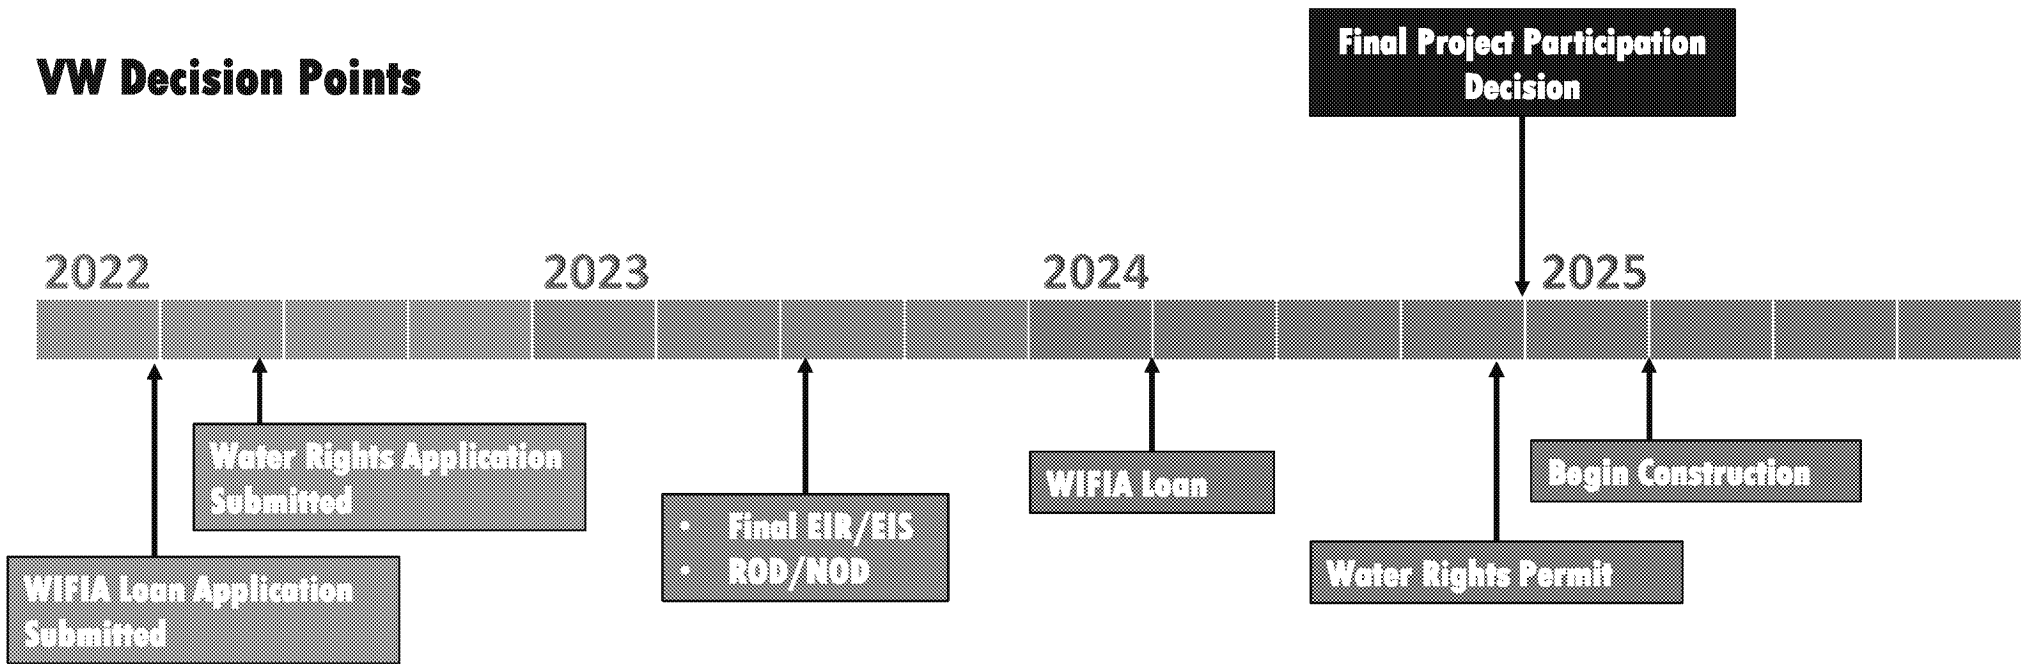 VW Decision Points
Final Project Participation
Decision
2022
2023
2024
2025
Water Rights Application
Submitted
WIFIA Loan Application
Submitted
• Final EIR/EIS
• ROD/NOD
WIFIA Loan
Water Rights Permit
Begin Construction